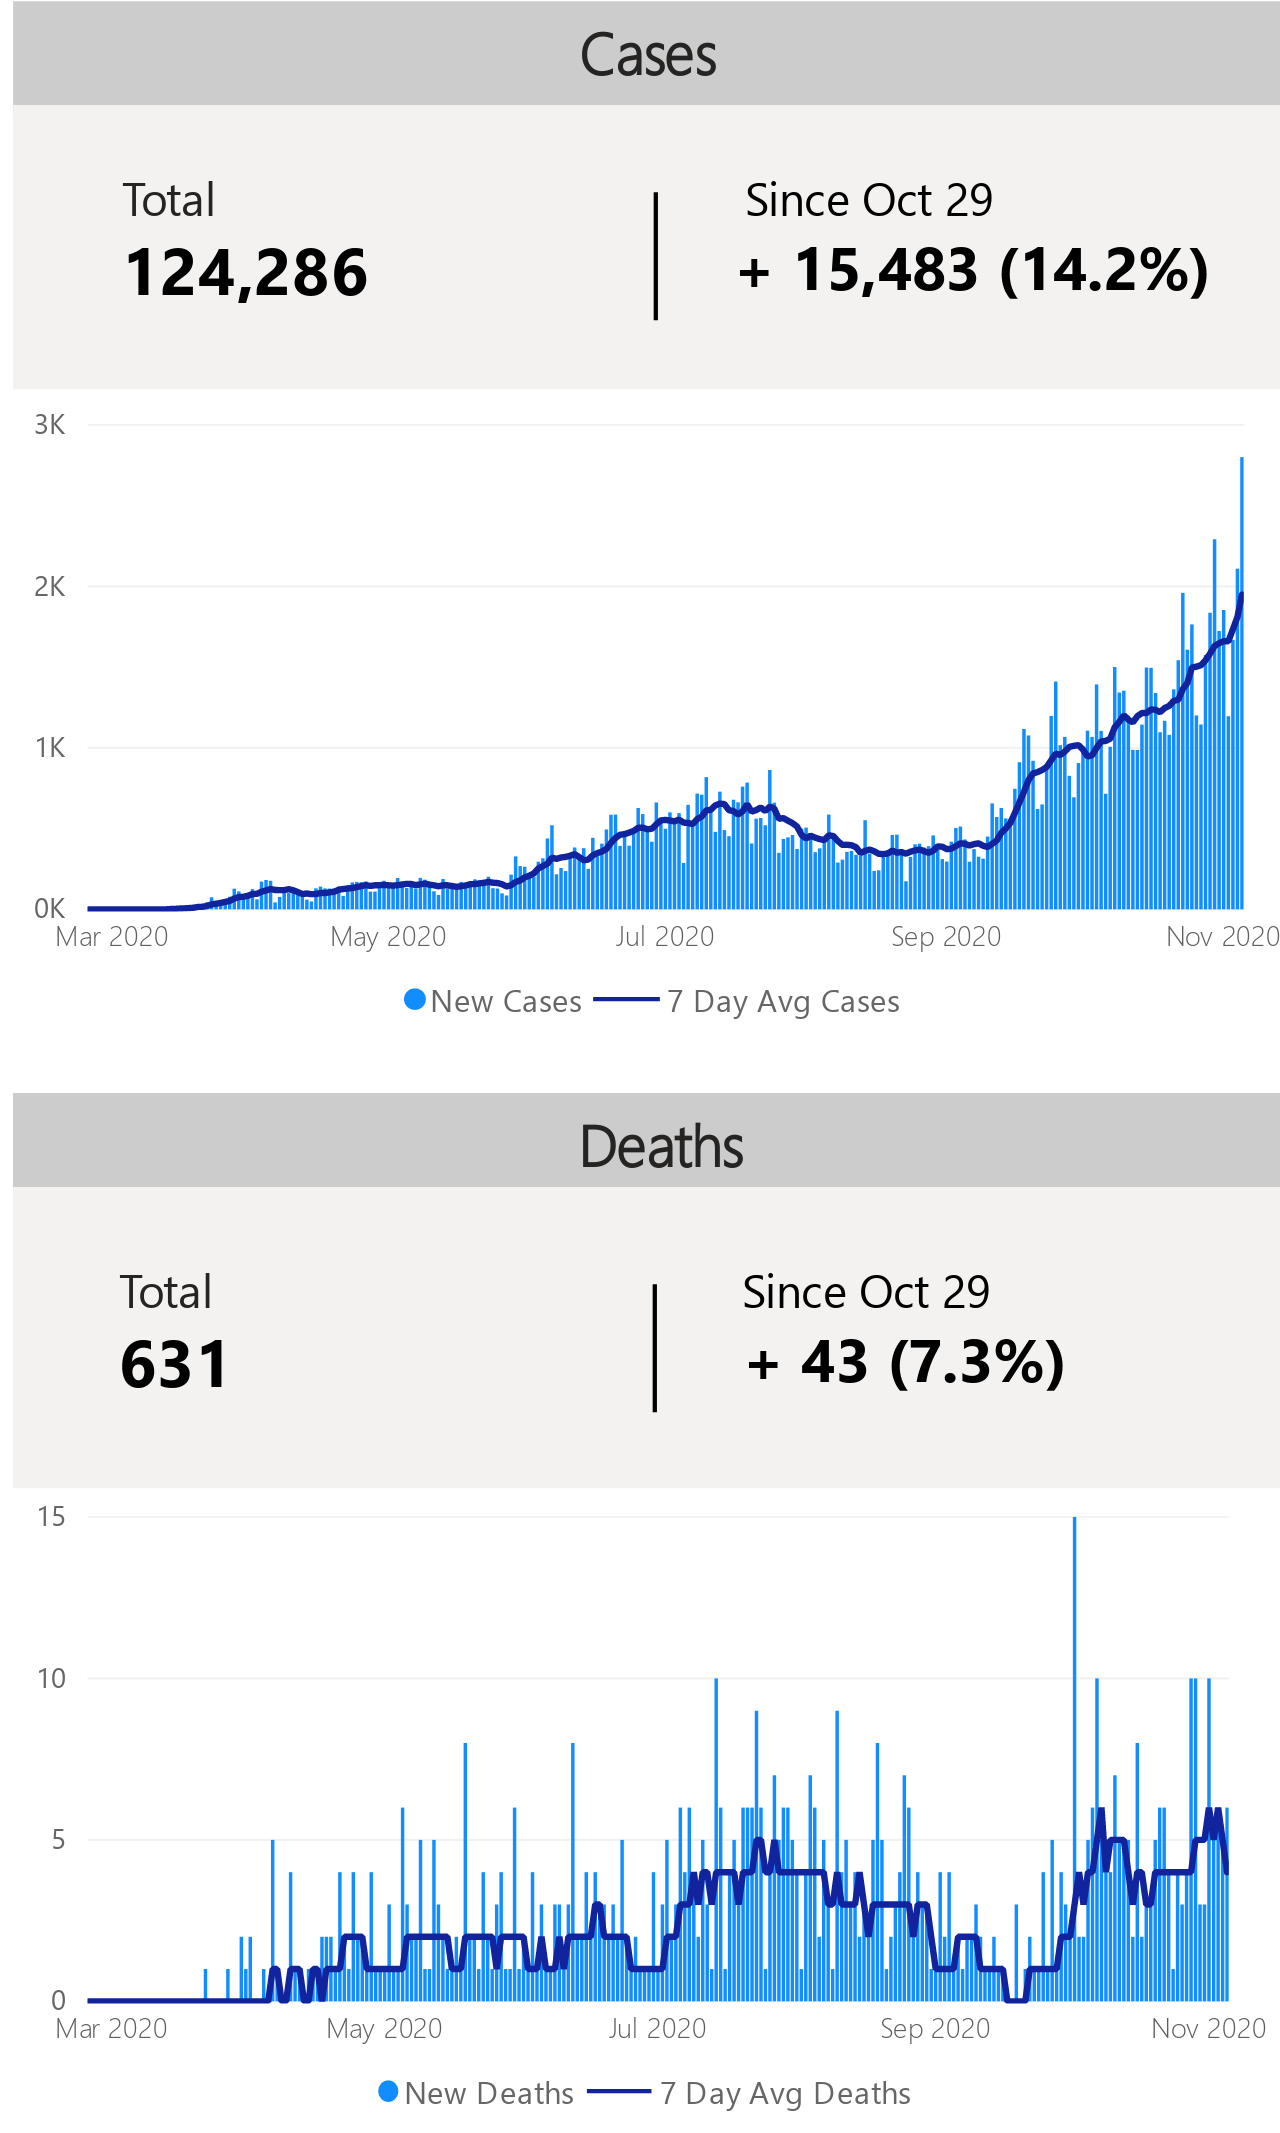 Cases
Total
Since Oct 29
124,286
+ 15,483 (14.2%)
3K
2K
1K
0K
Mar 2020 May 2020 Jul 2020 Sep 2020 Nov 2020
New Cases 7 Day Avg Cases
Deaths
Total
Since Oct 29
631
+ 43 (7.3%)
15
10
5
0
Mar 2020 May 2020 Jul 2020 Sep 2020 Nov 2020
New Deaths 7 Day Avg Deaths